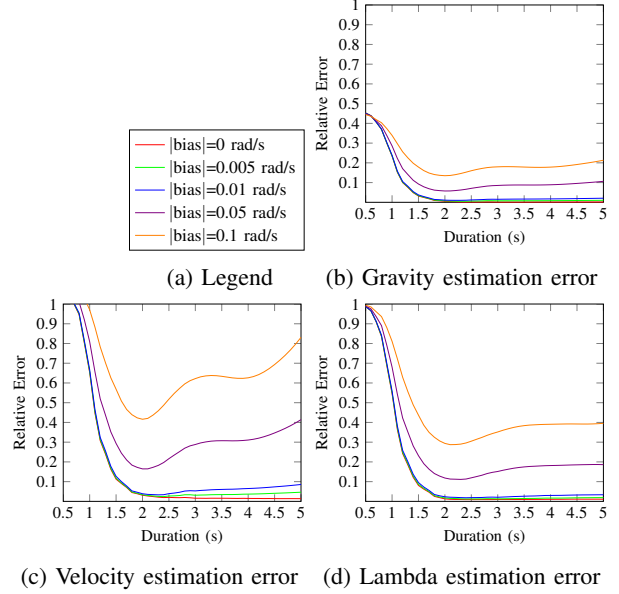 |bias|=0 rad/s
|bias|=0.005 rad/s
|bias|=0.01 rad/s
|bias|=0.05 rad/s
|bias|=0.1 rad/s
(a) Legend
1
0.9
0.8
0.7
0.6
0.5
0.4
0.3
0.2
0.1
Relative Error
0.5 1 1.5 2 2.5 3 3.5 4 4.5 5
Duration (s)
(b) Gravity estimation error
1
0.9
0.8
0.7
0.6
0.5
0.4
0.3
0.2
0.1
Relative Error
0.5 1 1.5 2 2.5 3 3.5 4 4.5 5
Duration (s)
(c) Velocity estimation error
1
0.9
0.8
0.7
0.6
0.5
0.4
0.3
0.2
0.1
Relative Error
0.5 1 1.5 2 2.5 3 3.5 4 4.5 5
Duration (s)
(d) Lambda estimation error